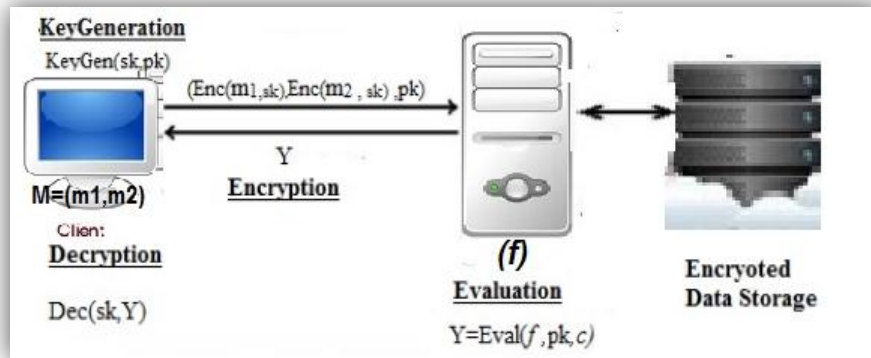 KeyGeneration
KeyGen(sk,pk)
(Enc(m1,sk),Enc(m2 , sk) ,pk)
Y
Encryption
M=(m1,m2)
Client
Decryption
Dec(sk,Y)
(f)
Evaluation
Y=Eval(f ,pk,c)
Encryoted
Data Storage